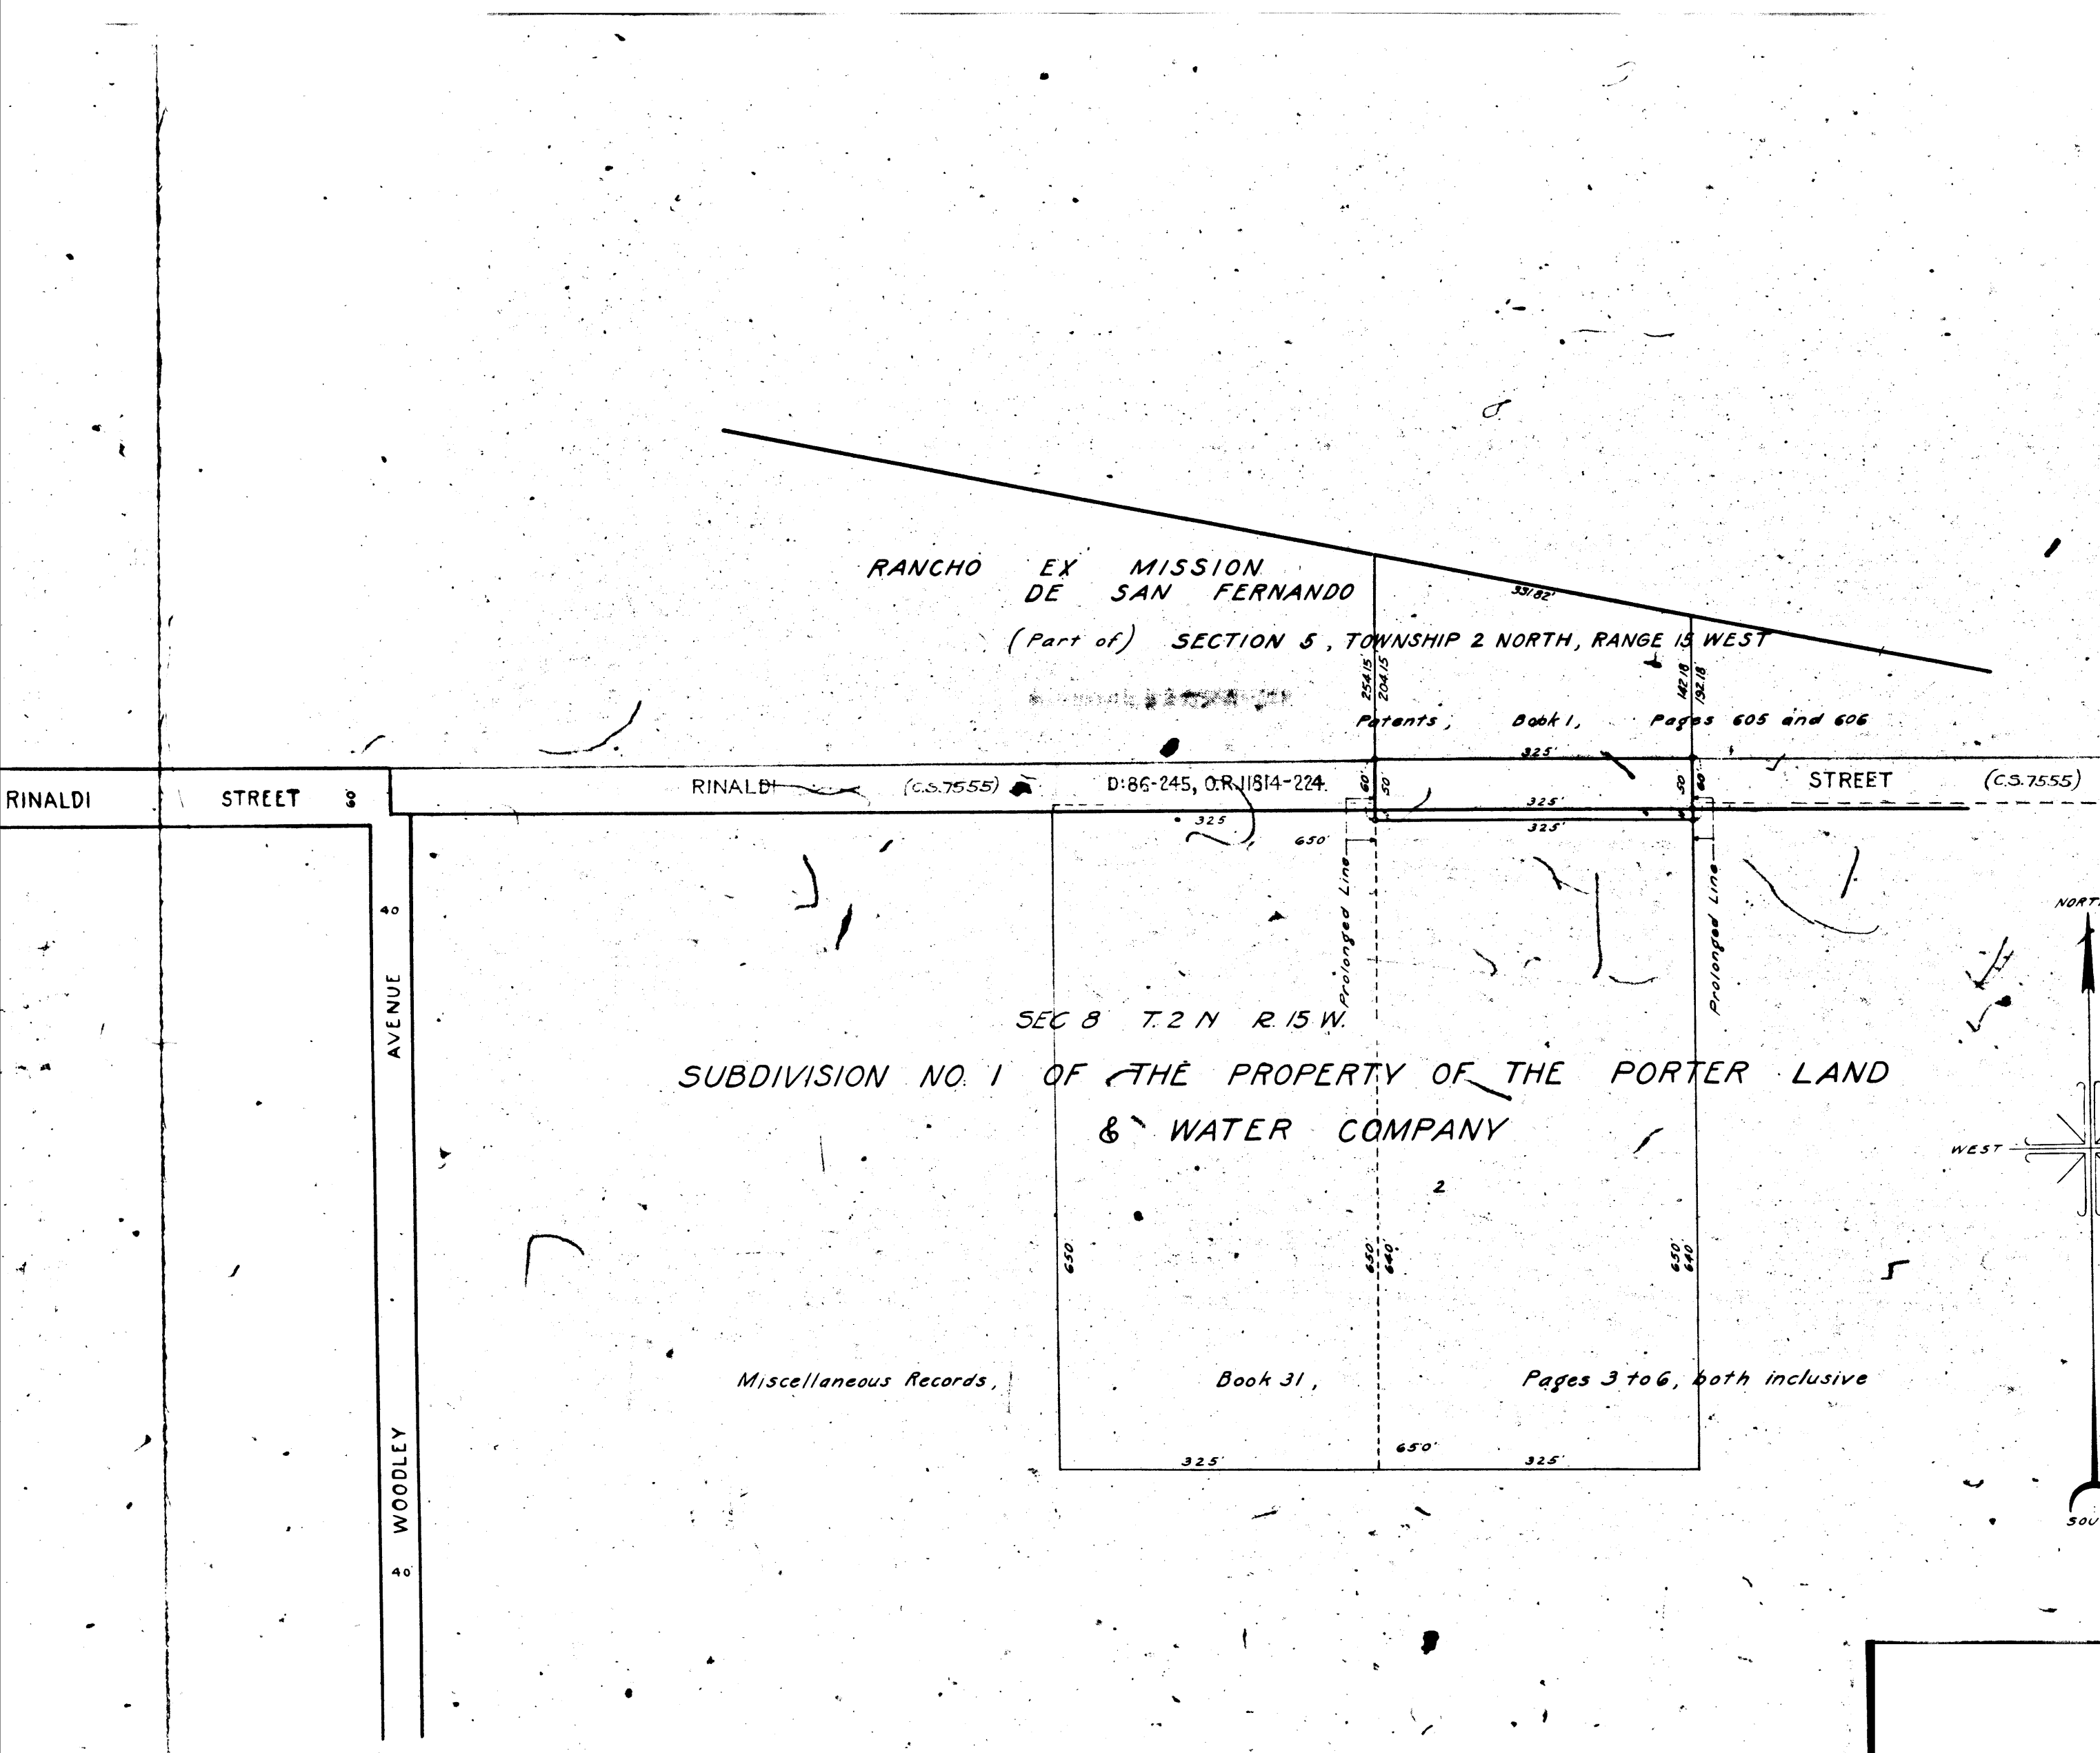 RANCHO EX MISSION
DE SAN FERNANDO
331.82'
(Part of) SECTION 5, TOWNSHIP 2 NORTH, RANGE 15 WEST
254.15'
204.15'
142.18'
192.18'
Patents, Book 1, Pages 605 and 606
325'
RINALDI STREET
RINALDI (C.S.7555) D:86-245, O.R.11814-224. 60' 50' 50' 60' STREET (C.S.7555)
325 325'
325'
650'
Prolonged Line
Prolonged Line
40
AVENUE
WOODLEY
40
SEC 8 T. 2 N R. 15 W.
SUBDIVISION NO. 1 OF THE PROPERTY OF THE PORTER LAND
& WATER COMPANY
2
650' 650' 640' 650' 640'
Miscellaneous Records, Book 31, Pages 3 to 6, both inclusive
650'
325' 325'
NORT
WEST
SOU